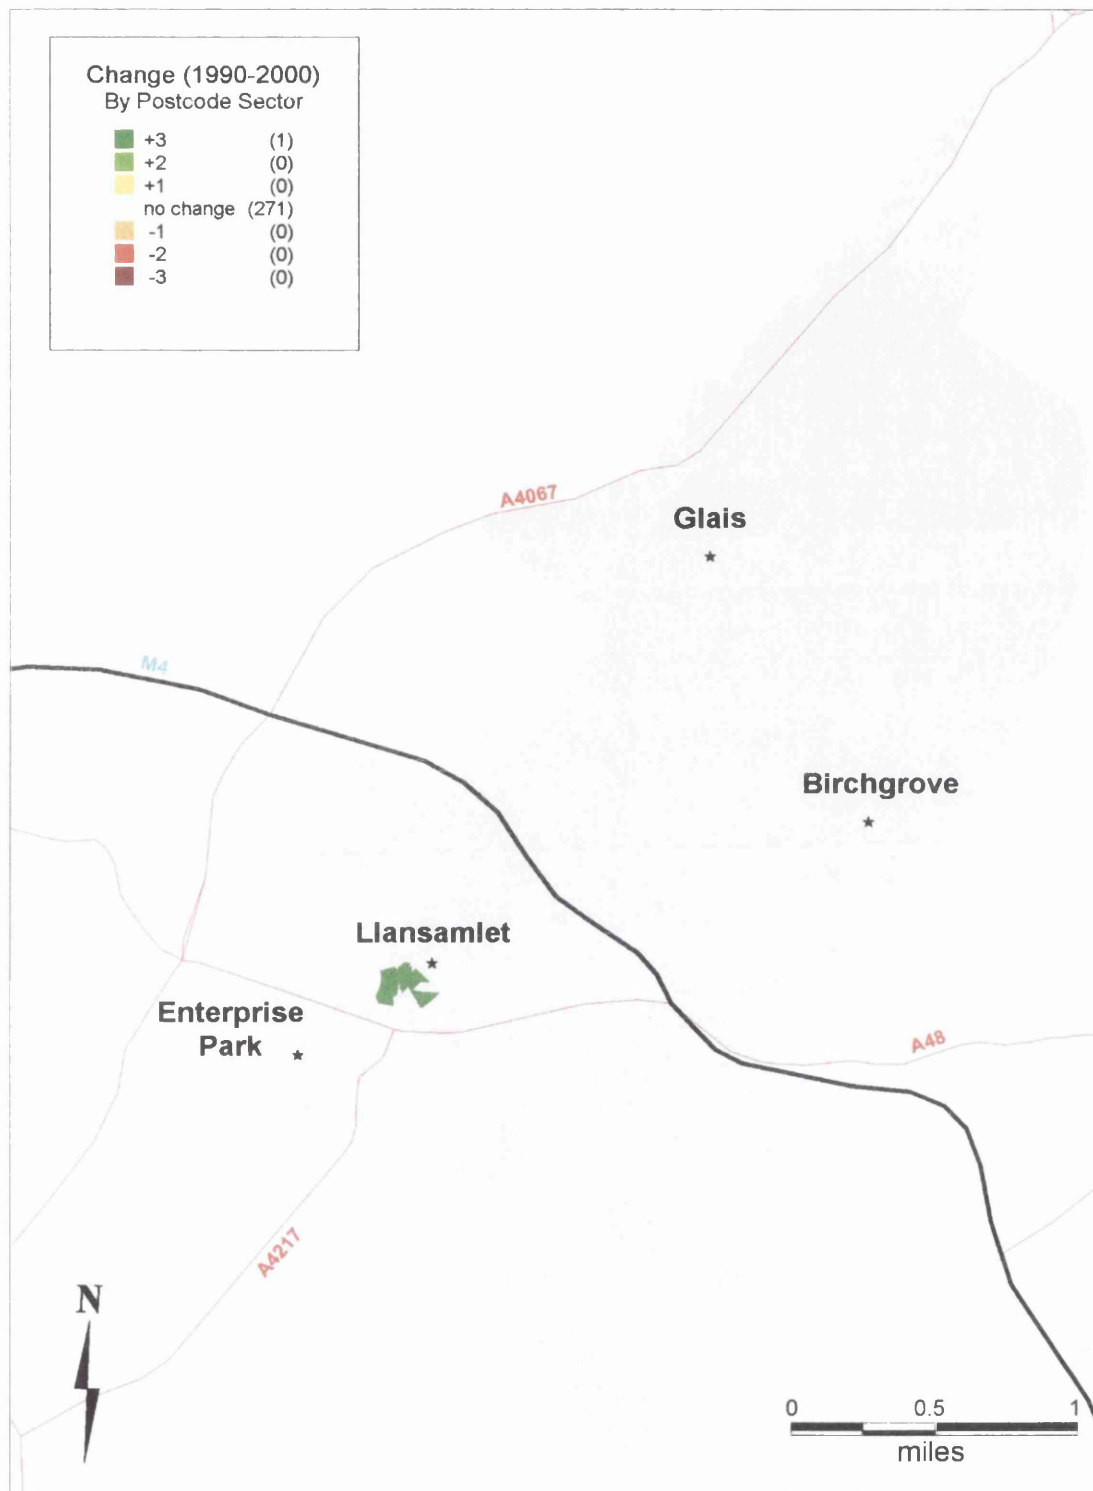 Change (1990-2000)
By Postcode Sector
+3 (1)
+2 (0)
+1 (0)
no change (271)
-1 (0)
-2 (0)
-3 (0)
A4067
Glais
M4
Birchgrove
Llansamlet
Enterprise
Park
A48
A4217
N
0 0.5 1
miles